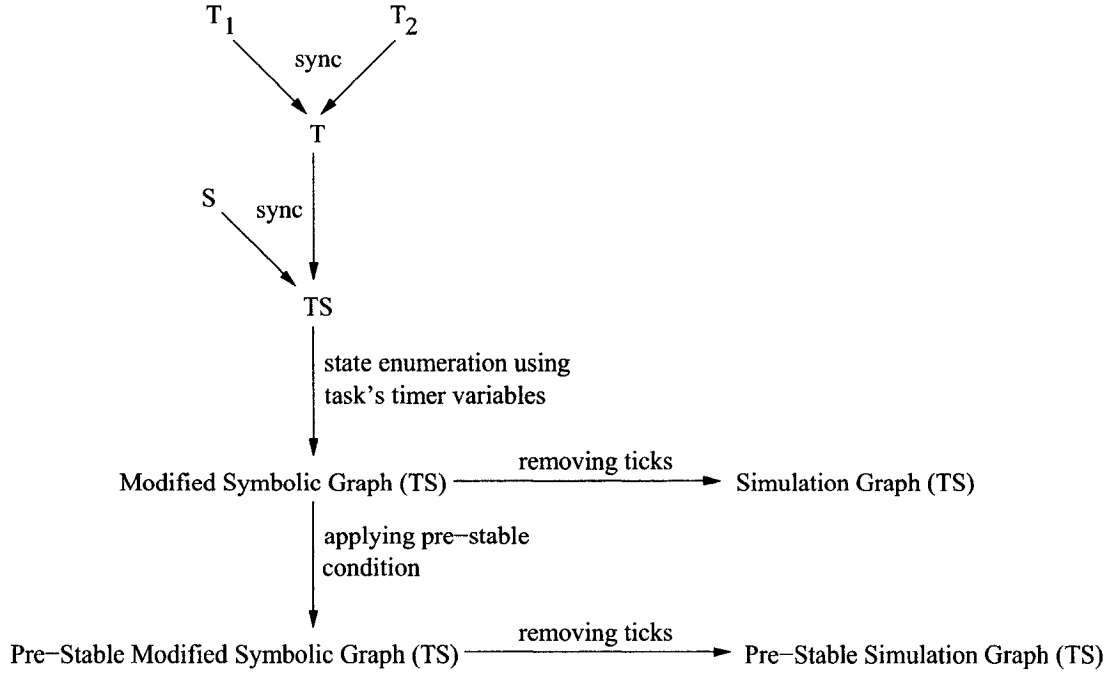 T1 T2
sync
T
S
sync
TS
state enumeration using
task's timer variables
removing ticks
Modified Symbolic Graph (TS) Simulation Graph (TS)
applying pre−stable
condition
removing ticks
Pre−Stable Modified Symbolic Graph (TS) Pre−Stable Simulation Graph (TS)